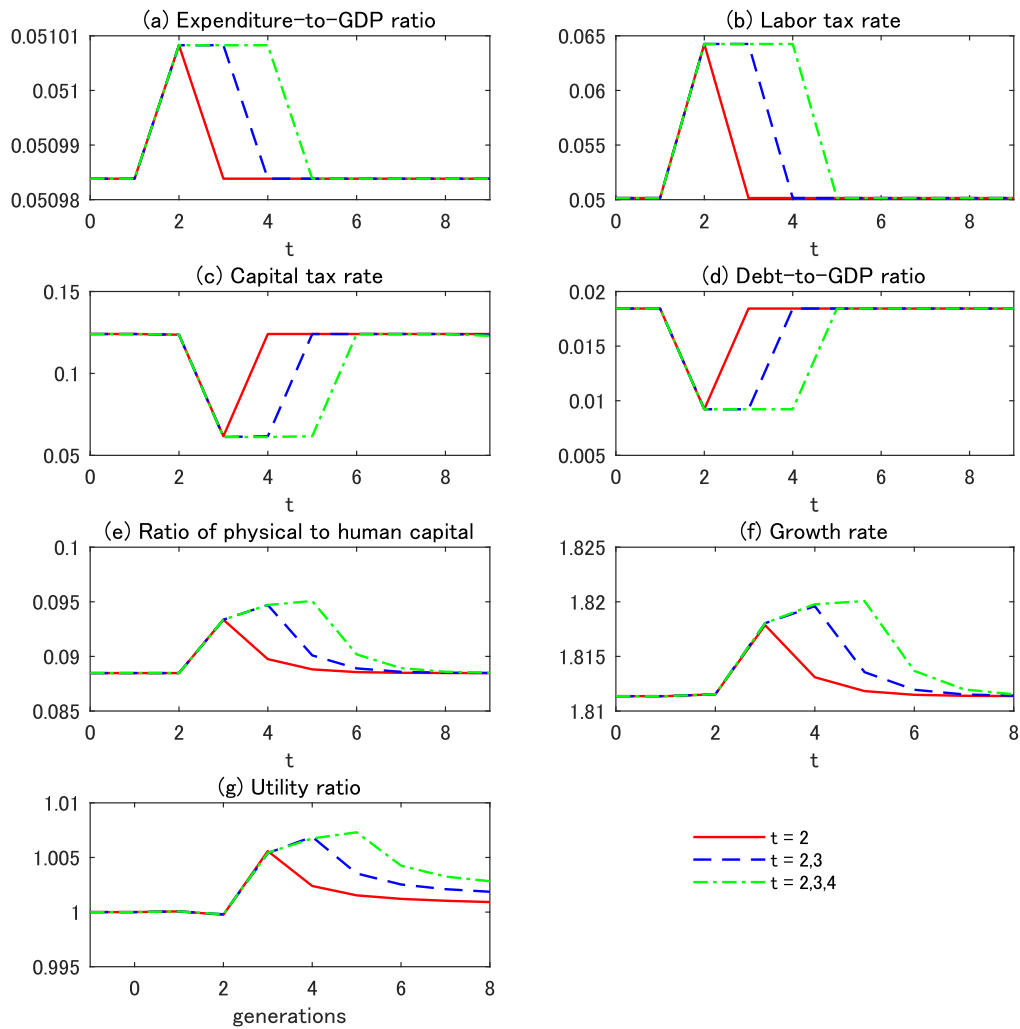 (a) Expenditure-to-GDP ratio
0.05101
0.051
0.05099
0.05098
0 2 4 6 8
t
(b) Labor tax rate
0.065
0.06
0.055
0.05
0 2 4 6 8
t
(c) Capital tax rate
0.15
0.1
0.05
0 2 4 6 8
t
(d) Debt-to-GDP ratio
0.02
0.015
0.01
0.005
0 2 4 6 8
t
(e) Ratio of physical to human capital
0.1
0.095
0.09
0.085
0 2 4 6 8
t
(f) Growth rate
1.825
1.82
1.815
1.81
0 2 4 6 8
t
(g) Utility ratio
1.01
1.005
1
0.995
0 2 4 6 8
generations
t = 2
t = 2,3
t = 2,3,4